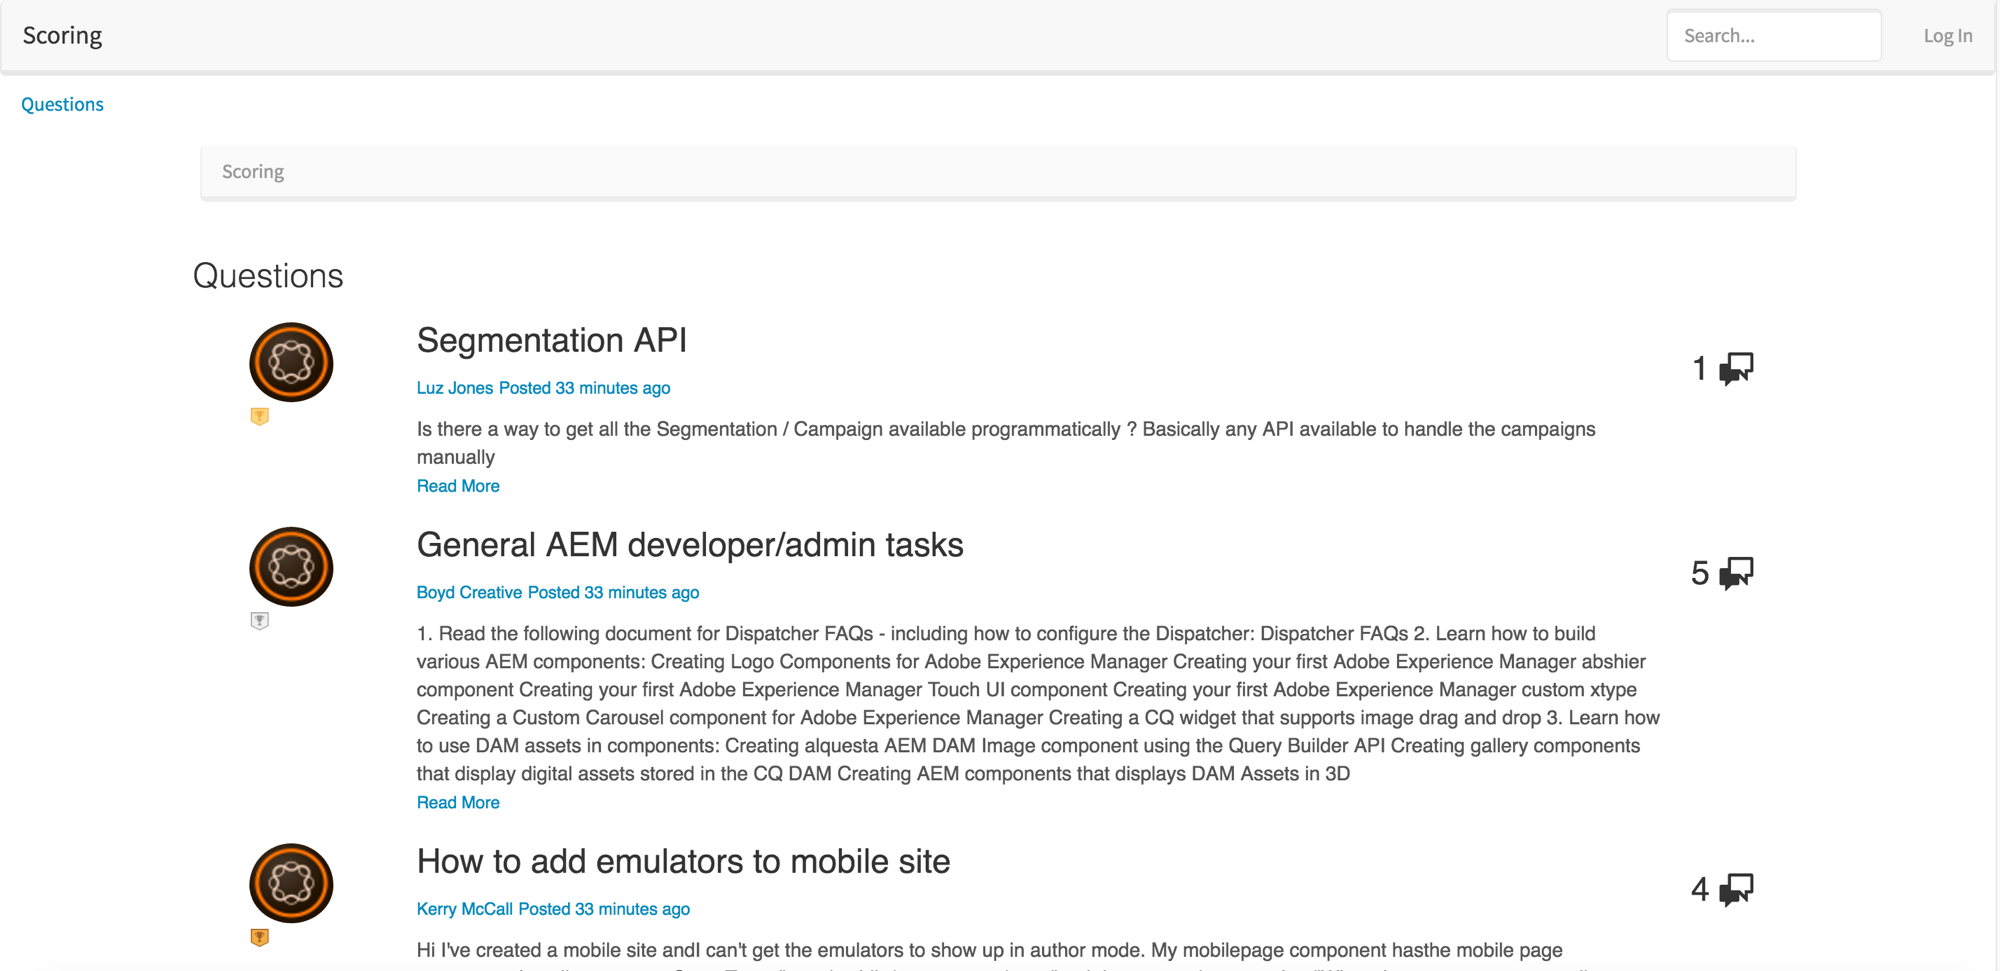 Scoring
Search...
Log In
Questions
Scoring
Questions
Segmentation API
1
Luz Jones Posted 33 minutes ago
Is there a way to get all the Segmentation / Campaign available programmatically ? Basically any API available to handle the campaigns
manually
Read More
General AEM developer/admin tasks
5
Boyd Creative Posted 33 minutes ago
1. Read the following document for Dispatcher FAQs - including how to configure the Dispatcher: Dispatcher FAQs 2. Learn how to build
various AEM components: Creating Logo Components for Adobe Experience Manager Creating your first Adobe Experience Manager abshier
component Creating your first Adobe Experience Manager Touch UI component Creating your first Adobe Experience Manager custom xtype
Creating a Custom Carousel component for Adobe Experience Manager Creating a CQ widget that supports image drag and drop 3. Learn how
to use DAM assets in components: Creating alquesta AEM DAM Image component using the Query Builder API Creating gallery components
that display digital assets stored in the CQ DAM Creating AEM components that displays DAM Assets in 3D
Read More
How to add emulators to mobile site
4
Kerry McCall Posted 33 minutes ago
Hi I've created a mobile site andI can't get the emulators to show up in author mode. My mobilepage component hasthe mobile page